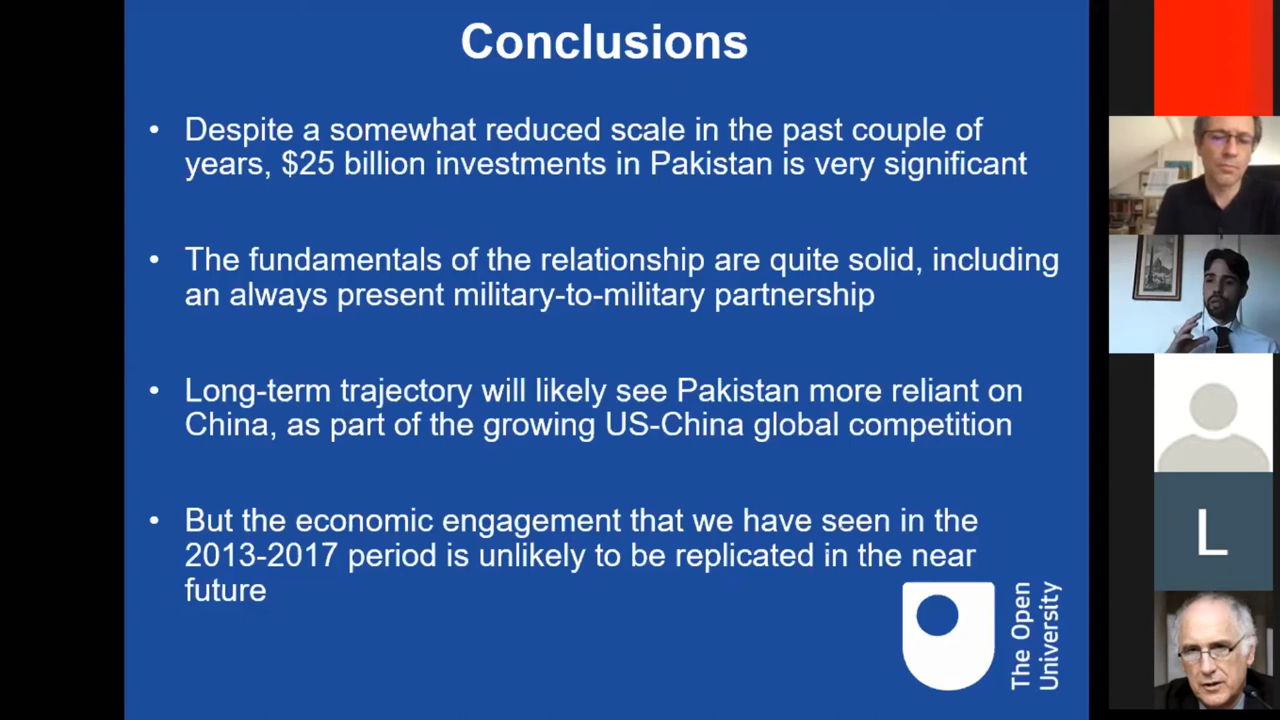 Conclusions
• Despite a somewhat reduced scale in the past couple of
years, $25 billion investments in Pakistan is very significant
• The fundamentals of the relationship are quite solid, including
an always present military-to-military partnership
• Long-term trajectory will likely see Pakistan more reliant on
China, as part of the growing US-China global competition
• But the economic engagement that we have seen in the
2013-2017 period is unlikely to be replicated in the near
future
The Open
University
L